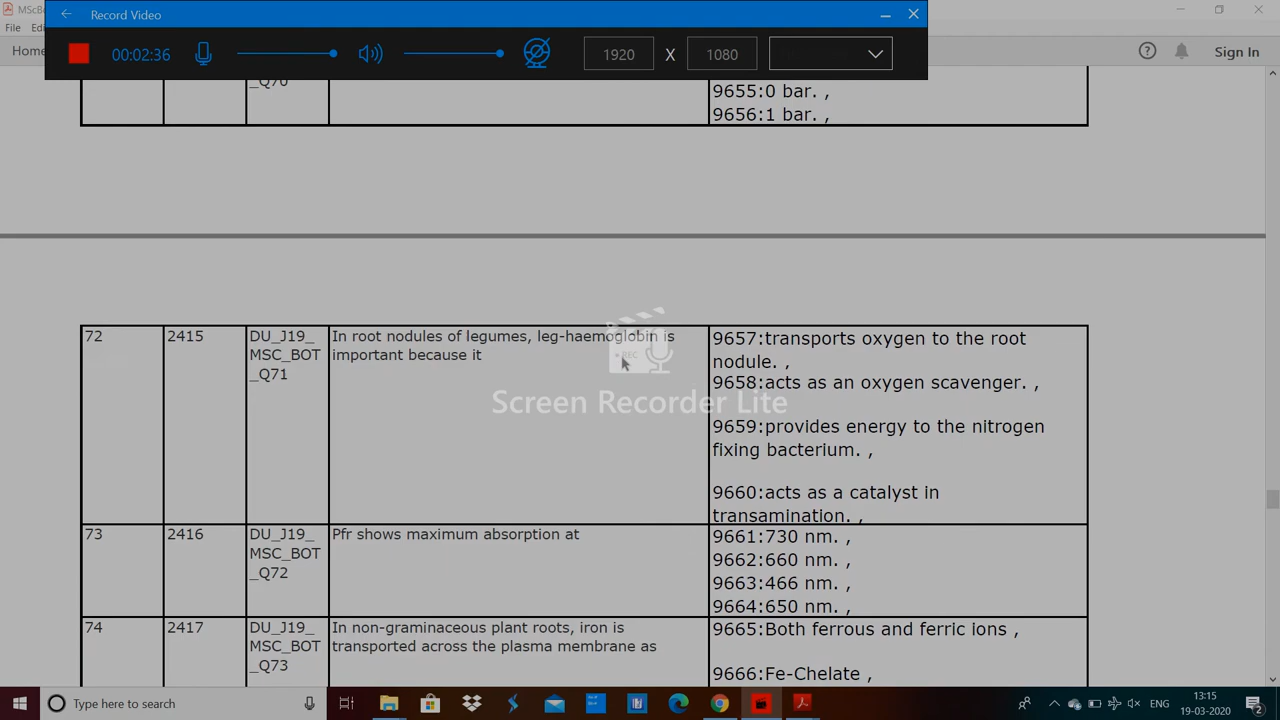 MScBot
Record Video
File Edi
Home
00:02:36
1920 X 1080
Sign In
_Q70
9655:0 bar. ,
9656:1 bar. ,
72
2415
DU_J19_
MSC_BOT
_Q71
In root nodules of legumes, leg-haemoglobin is
important because it
9657:transports oxygen to the root
nodule. ,
9658:acts as an oxygen scavenger. ,
9659:provides energy to the nitrogen
fixing bacterium. ,
9660:acts as a catalyst in
transamination. ,
REC
Screen Recorder Lite
73
2416
DU_J19_
MSC_BOT
_Q72
Pfr shows maximum absorption at
9661:730 nm. ,
9662:660 nm. ,
9663:466 nm. ,
9664:650 nm. ,
74
2417
DU_J19_
MSC_BOT
_Q73
In non-graminaceous plant roots, iron is
transported across the plasma membrane as
9665:Both ferrous and ferric ions ,
9666:Fe-Chelate ,
Type here to search
ENG
13:15
19-03-2020
2